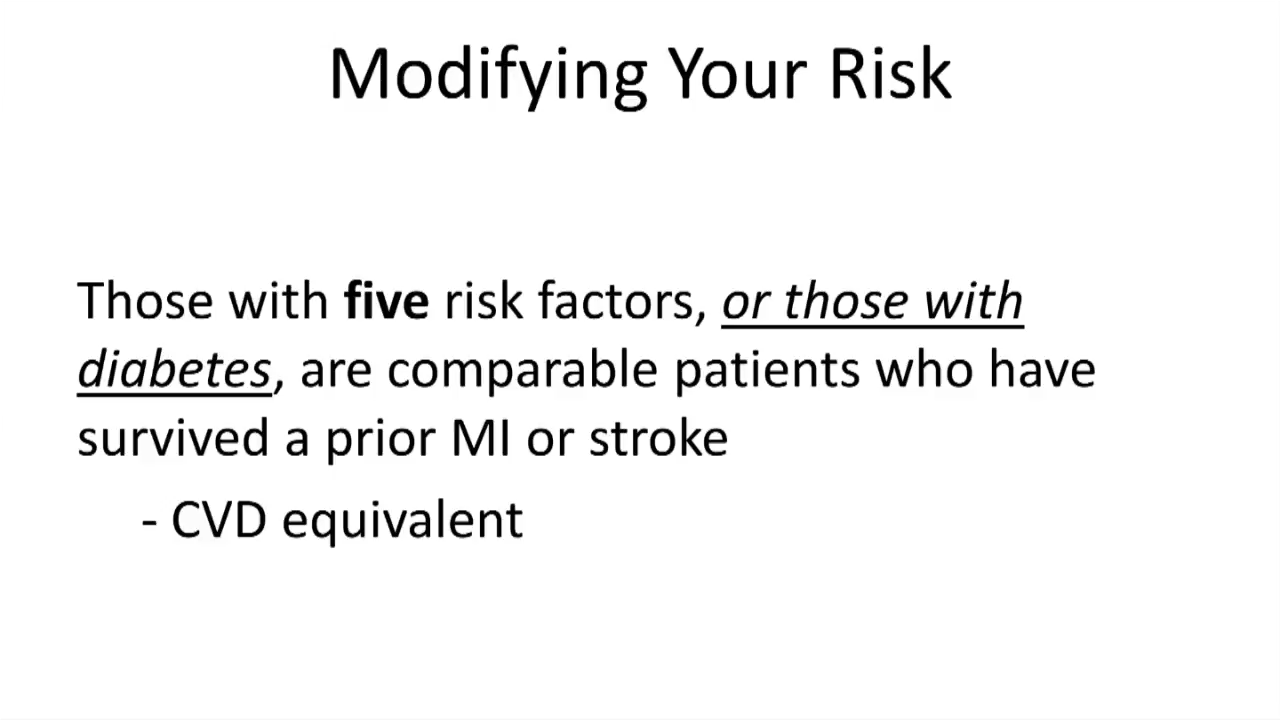 Modifying Your Risk
Those with five risk factors, or those with
diabetes, are comparable patients who have
survived a prior MI or stroke
- CVD equivalent